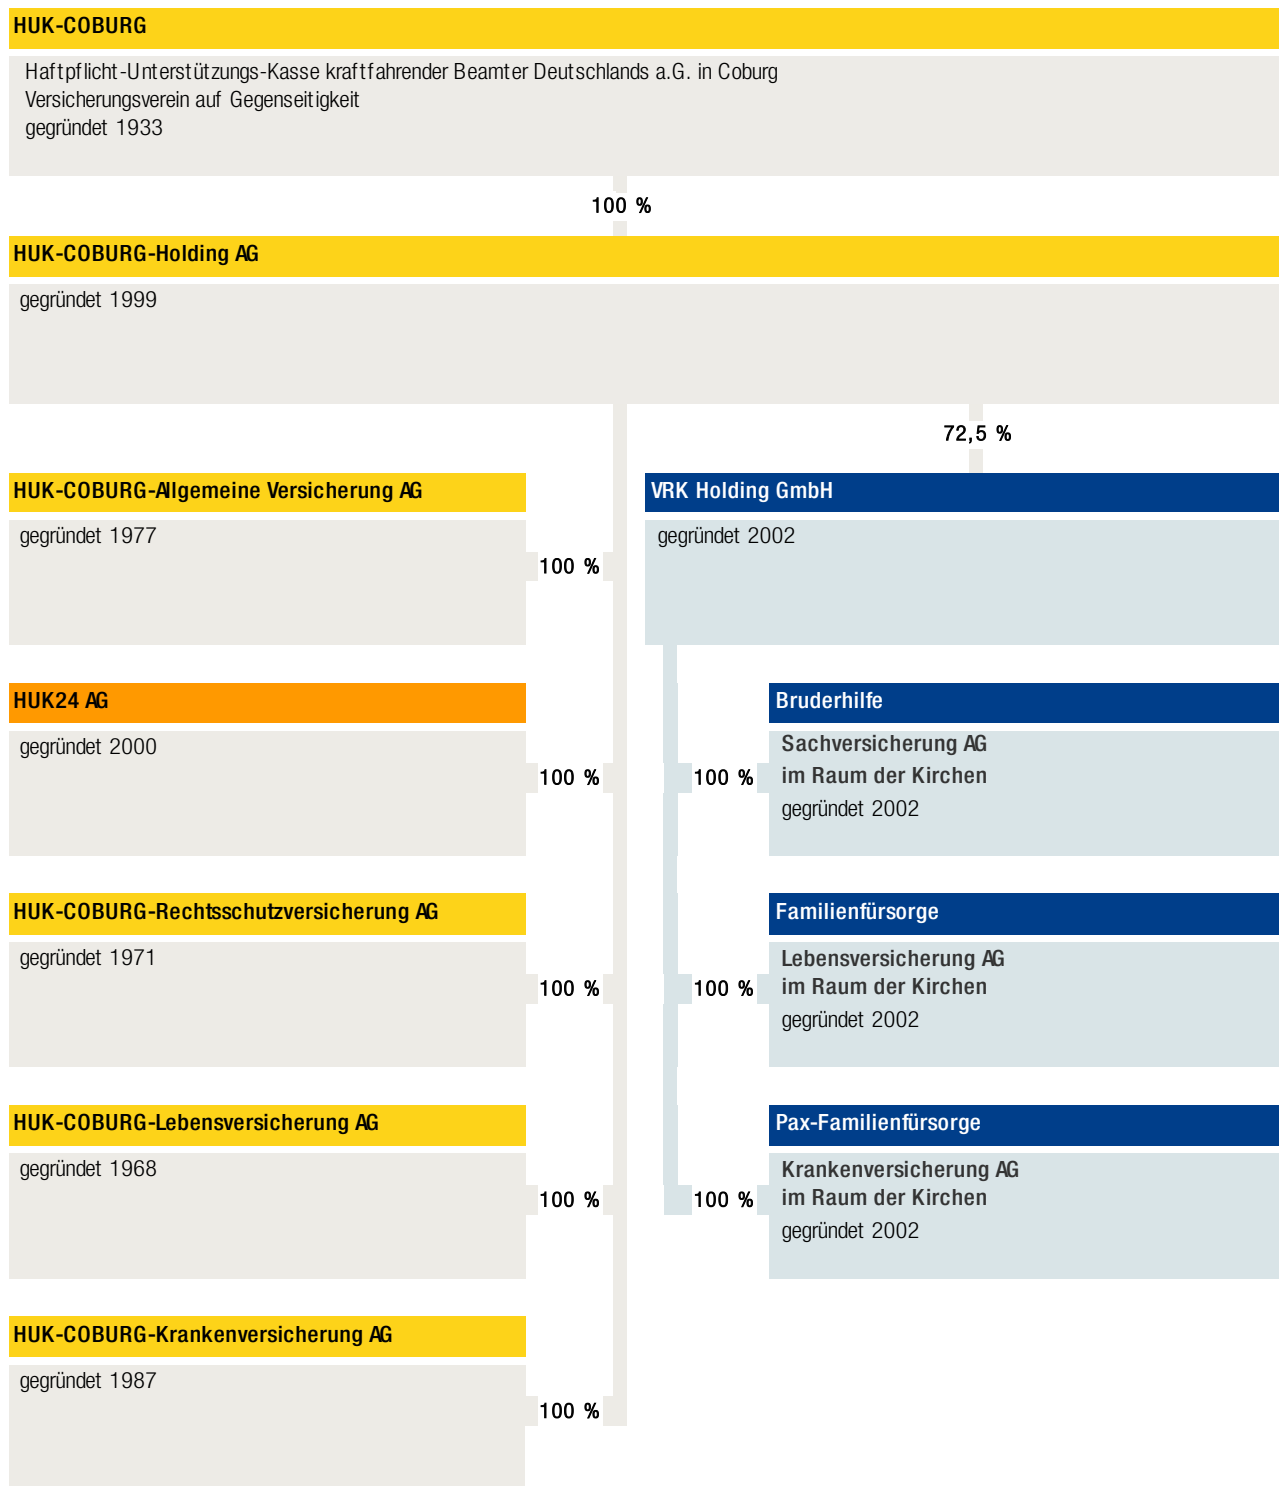 HUK-COBURG
Haftpflicht-Unterstützungs-Kasse kraftfahrender Beamter Deutschlands a.G. in Coburg
Versicherungsverein auf Gegenseitigkeit
gegründet 1933
100 %
HUK-COBURG-Holding AG
gegründet 1999
72,5 %
HUK-COBURG-Allgemeine Versicherung AG
gegründet 1977
100 %
HUK24 AG
gegründet 2000
100 %
HUK-COBURG-Rechtsschutzversicherung AG
gegründet 1971
100 %
HUK-COBURG-Lebensversicherung AG
gegründet 1968
100 %
HUK-COBURG-Krankenversicherung AG
gegründet 1987
100 %
VRK Holding GmbH
gegründet 2002
Bruderhilfe
Sachversicherung AG
im Raum der Kirchen
gegründet 2002
100 %
Familienfürsorge
Lebensversicherung AG
im Raum der Kirchen
gegründet 2002
100 %
Pax-Familienfürsorge
Krankenversicherung AG
im Raum der Kirchen
gegründet 2002
100 %